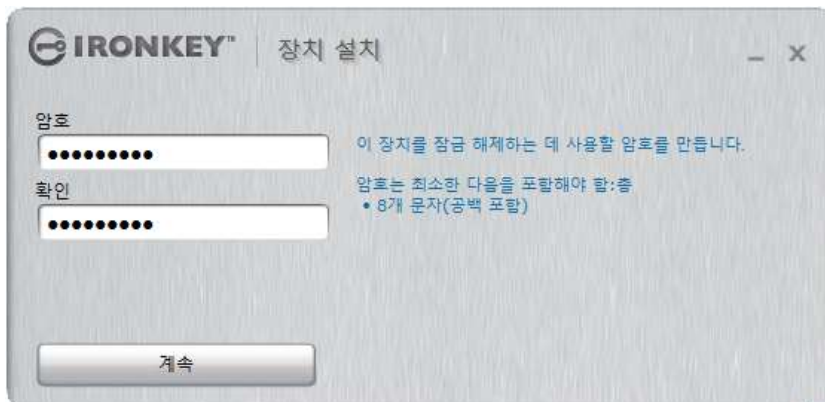 IRONKEY™ 장치 설치
암호
●●●●●●●●●
이 장치를 잠금 해제하는 데 사용할 암호를 만듭니다.
확인
●●●●●●●●●
암호는 최소한 다음을 포함해야 함:총
• 8개 문자(공백 포함)
계속